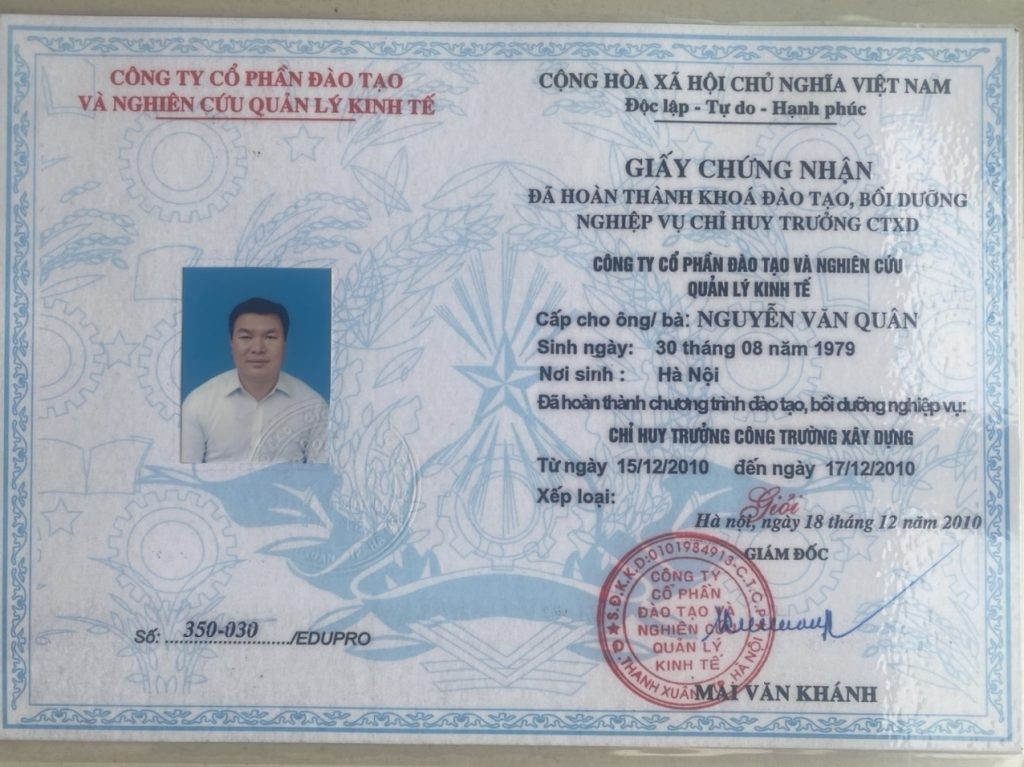 CÔNG TY CỔ PHẦN ĐÀO TẠO
VÀ NGHIÊN CỨU QUẢN LÝ KINH TẾ
CỘNG HÒA XÃ HỘI CHỦ NGHĨA VIỆT NAM
Độc lập - Tự do - Hạnh phúc
GIẤY CHỨNG NHẬN
ĐÃ HOÀN THÀNH KHOÁ ĐÀO TẠO, BỒI DƯỠNG
NGHIỆP VỤ CHỈ HUY TRƯỞNG CTXD
CÔNG TY CỔ PHẦN ĐÀO TẠO VÀ NGHIÊN CỨU
QUẢN LÝ KINH TẾ
Cấp cho ông/ bà: NGUYỄN VĂN QUÂN
Sinh ngày: 30 tháng 08 năm 1979
Nơi sinh : Hà Nội
Đã hoàn thành chương trình đào tạo, bồi dưỡng nghiệp vụ:
CHỈ HUY TRƯỞNG CÔNG TRƯỜNG XÂY DỰNG
Từ ngày 15/12/2010 đến ngày 17/12/2010
Xếp loại: Giỏi
Hà nội, ngày 18 tháng 12 năm 2010
GIÁM ĐỐC
S.Đ.K.K.D:0101984913-C.T.C.P
CÔNG TY
CỔ PHẦN
ĐÀO TẠO VÀ
NGHIÊN CỨU
QUẢN LÝ
KINH TẾ
Q.THANH XUÂN-TP.HÀ NỘI
MAI VĂN KHÁNH
Số: 350-030/EDUPRO